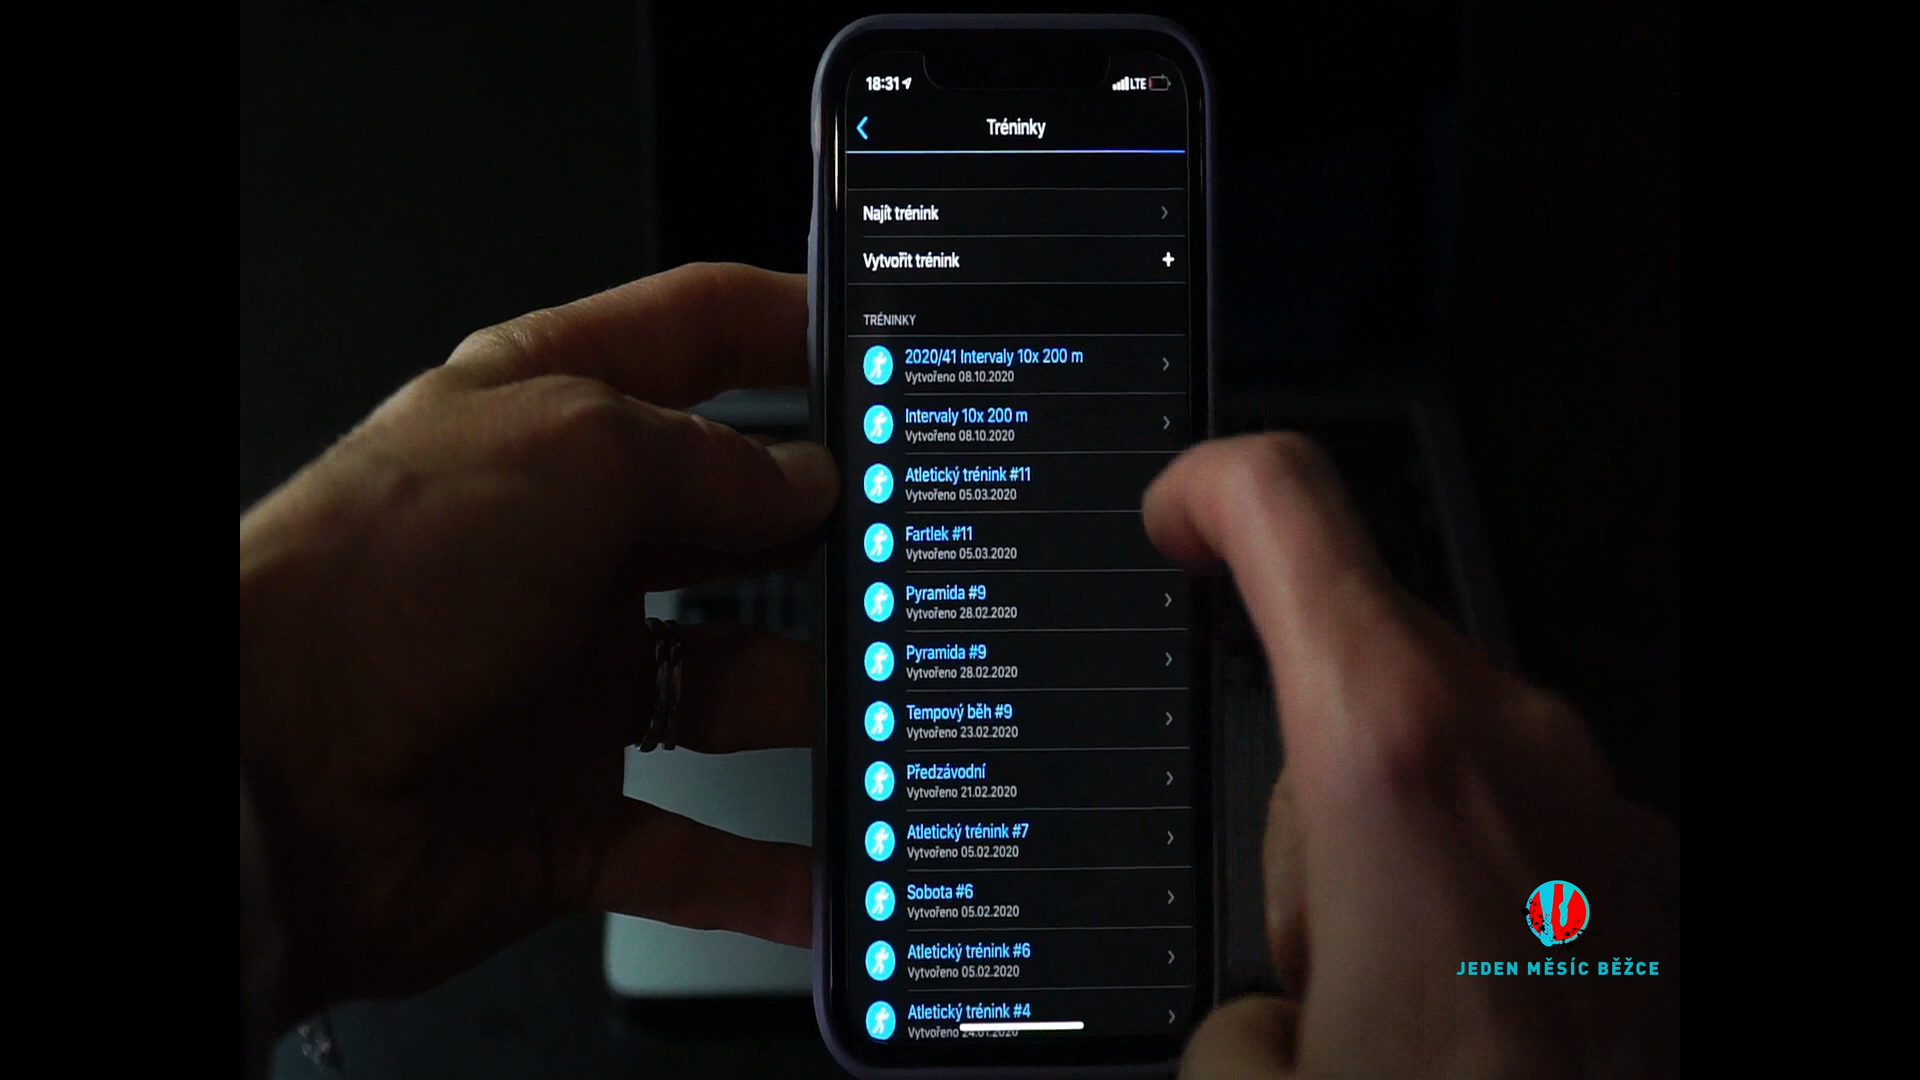 18:31
LTE
Tréninky
Najít trénink
Vytvořit trénink
TRÉNINKY
2020/41 Intervaly 10x 200 m
Vytvořeno 08.10.2020
Intervaly 10x 200 m
Vytvořeno 08.10.2020
Atletický trénink #11
Vytvořeno 05.03.2020
Fartlek #11
Vytvořeno 05.03.2020
Pyramida #9
Vytvořeno 28.02.2020
Pyramida #9
Vytvořeno 28.02.2020
Tempový běh #9
Vytvořeno 23.02.2020
Předzávodní
Vytvořeno 21.02.2020
Atletický trénink #7
Vytvořeno 05.02.2020
Sobota #6
Vytvořeno 05.02.2020
Atletický trénink #6
Vytvořeno 05.02.2020
Atletický trénink #4
Vytvořeno 24.01.2020
JEDEN MĚSÍC BĚŽCE